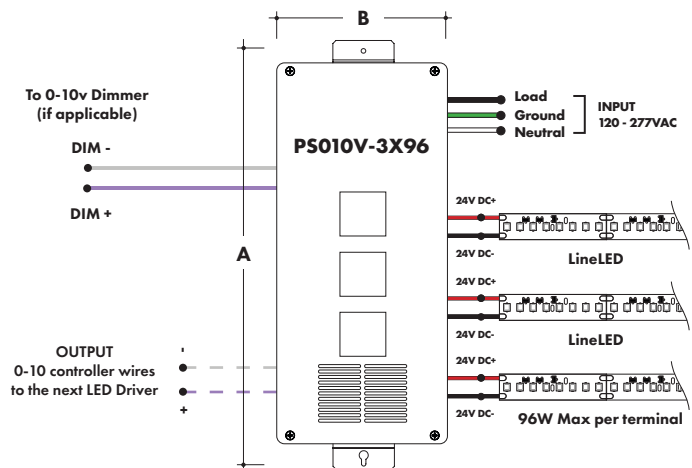 B
To 0-10v Dimmer
(if applicable)
DIM -
DIM +
A
PS010V-3X96
Load
Ground
Neutral
INPUT
120 - 277VAC
24V DC+
24V DC-
LineLED
24V DC+
24V DC-
LineLED
24V DC+
24V DC-
96W Max per terminal
OUTPUT
0-10 controller wires
to the next LED Driver
-
+